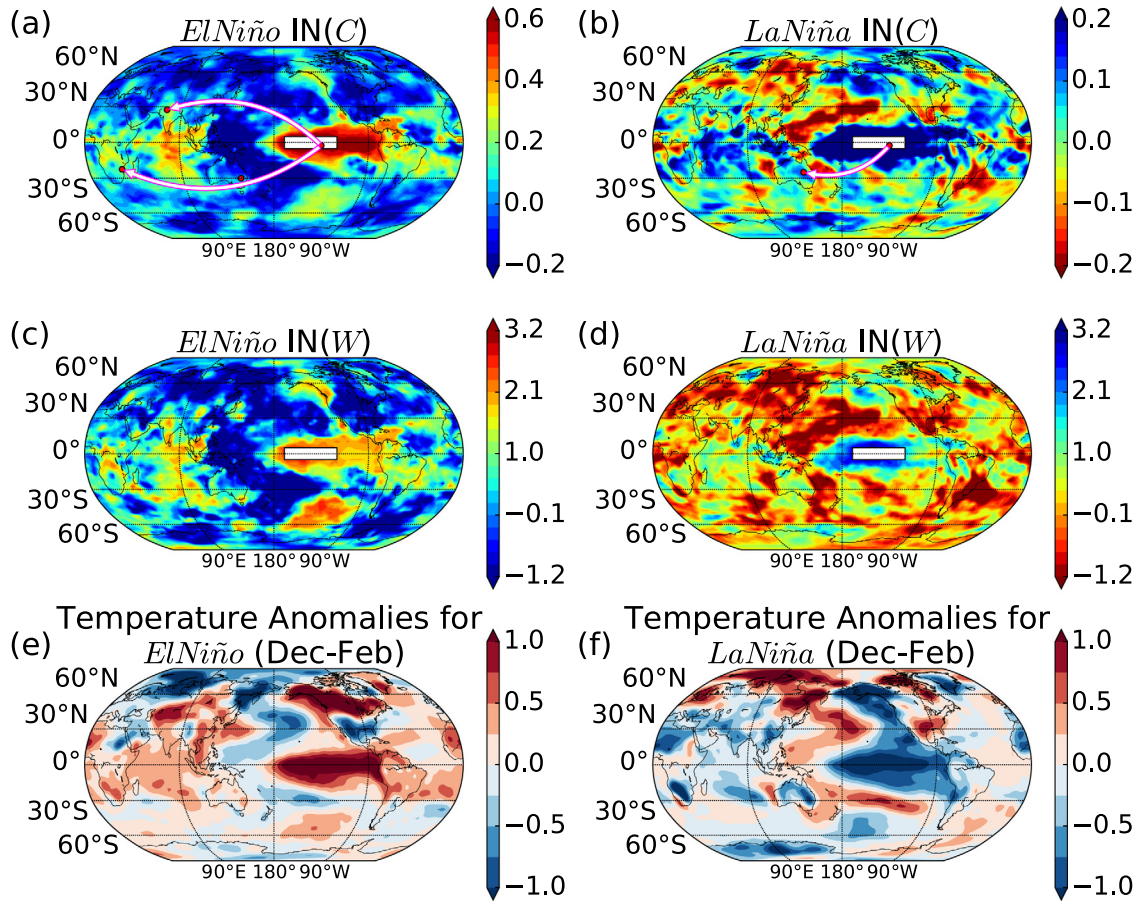 (a) ElNiño IN(C)
60°N
30°N
0°
30°S
60°S
90°E 180° 90°W
0.6
0.4
0.2
0.0
−0.2
(b) LaNiña IN(C)
60°N
30°N
0°
30°S
60°S
90°E 180° 90°W
0.2
0.1
0.0
−0.1
−0.2
(c) ElNiño IN(W)
60°N
30°N
0°
30°S
60°S
90°E 180° 90°W
3.2
2.1
1.0
−0.1
−1.2
(d) LaNiña IN(W)
60°N
30°N
0°
30°S
60°S
90°E 180° 90°W
3.2
2.1
1.0
−0.1
−1.2
Temperature Anomalies for
(e) ElNiño (Dec-Feb)
60°N
30°N
0°
30°S
60°S
90°E 180° 90°W
1.0
0.5
0.0
−0.5
−1.0
Temperature Anomalies for
(f) LaNiña (Dec-Feb)
60°N
30°N
0°
30°S
60°S
90°E 180° 90°W
1.0
0.5
0.0
−0.5
−1.0